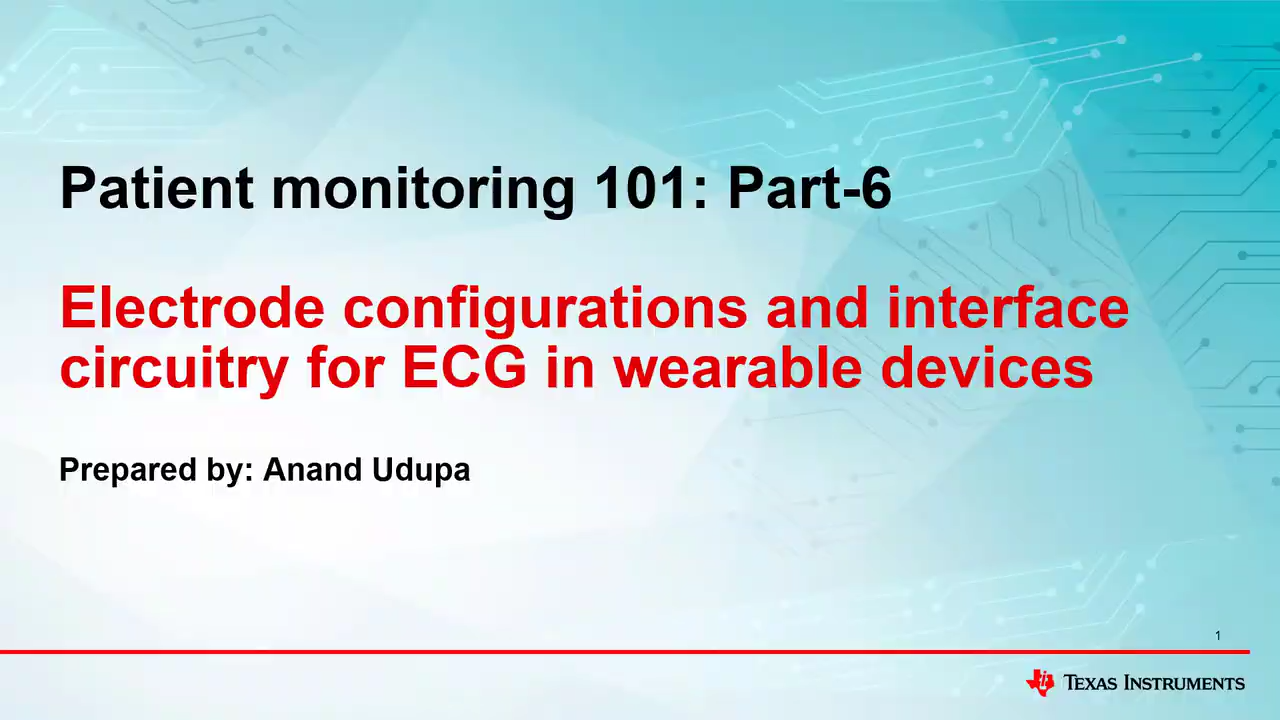 Patient monitoring 101: Part-6
Electrode configurations and interface
circuitry for ECG in wearable devices
Prepared by: Anand Udupa
1
TEXAS INSTRUMENTS